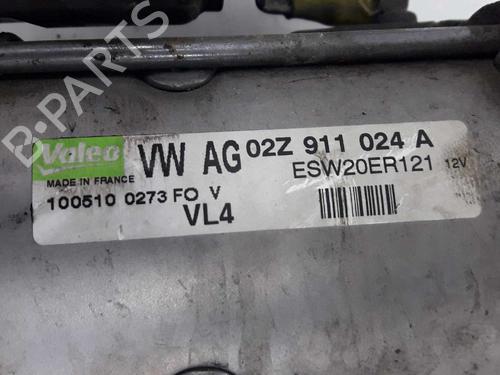 Valeo VW AG 02Z 911 024 A
MADE IN FRANCE ESW20ER121 12V
100510 0273 FO V
VL4
D-PARTS